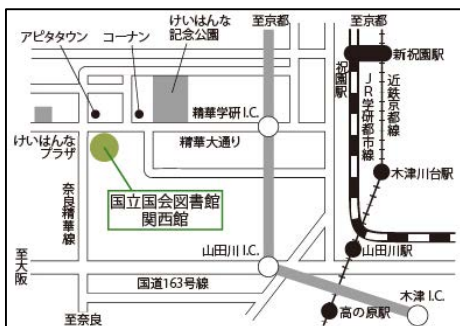 至京都
至京都
けいはんな
記念公園
アピタタウン
コーナン
新祝園駅
祝園駅
JR学研都市線
近鉄京都線
精華学研I.C.
けいはんな
プラザ
精華大通り
木津川台駅
国立国会図書館
関西館
奈良精華線
至大阪
山田川I.C.
山田川駅
国道163号線
木津I.C.
高の原駅
至奈良